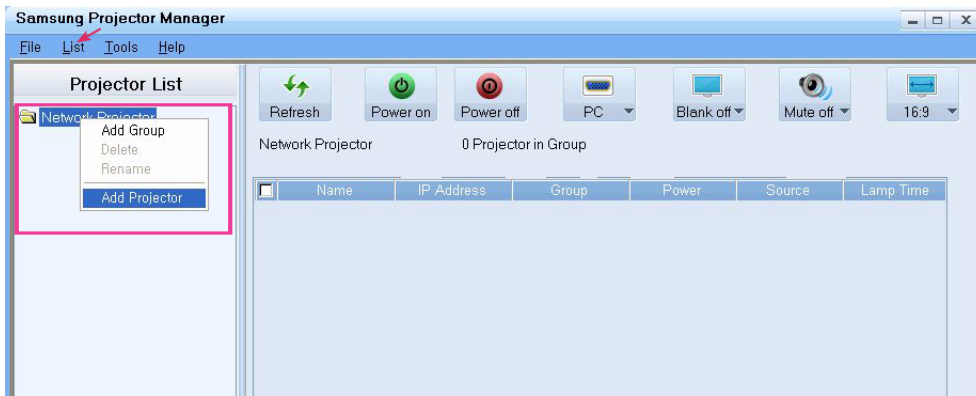 Samsung Projector Manager
File List Tools Help
Projector List
Network Projector
Add Group
Delete
Rename
Add Projector
Refresh Power on Power off PC Blank off Mute off 16:9
Network Projector 0 Projector in Group
Name IP Address Group Power Source Lamp Time